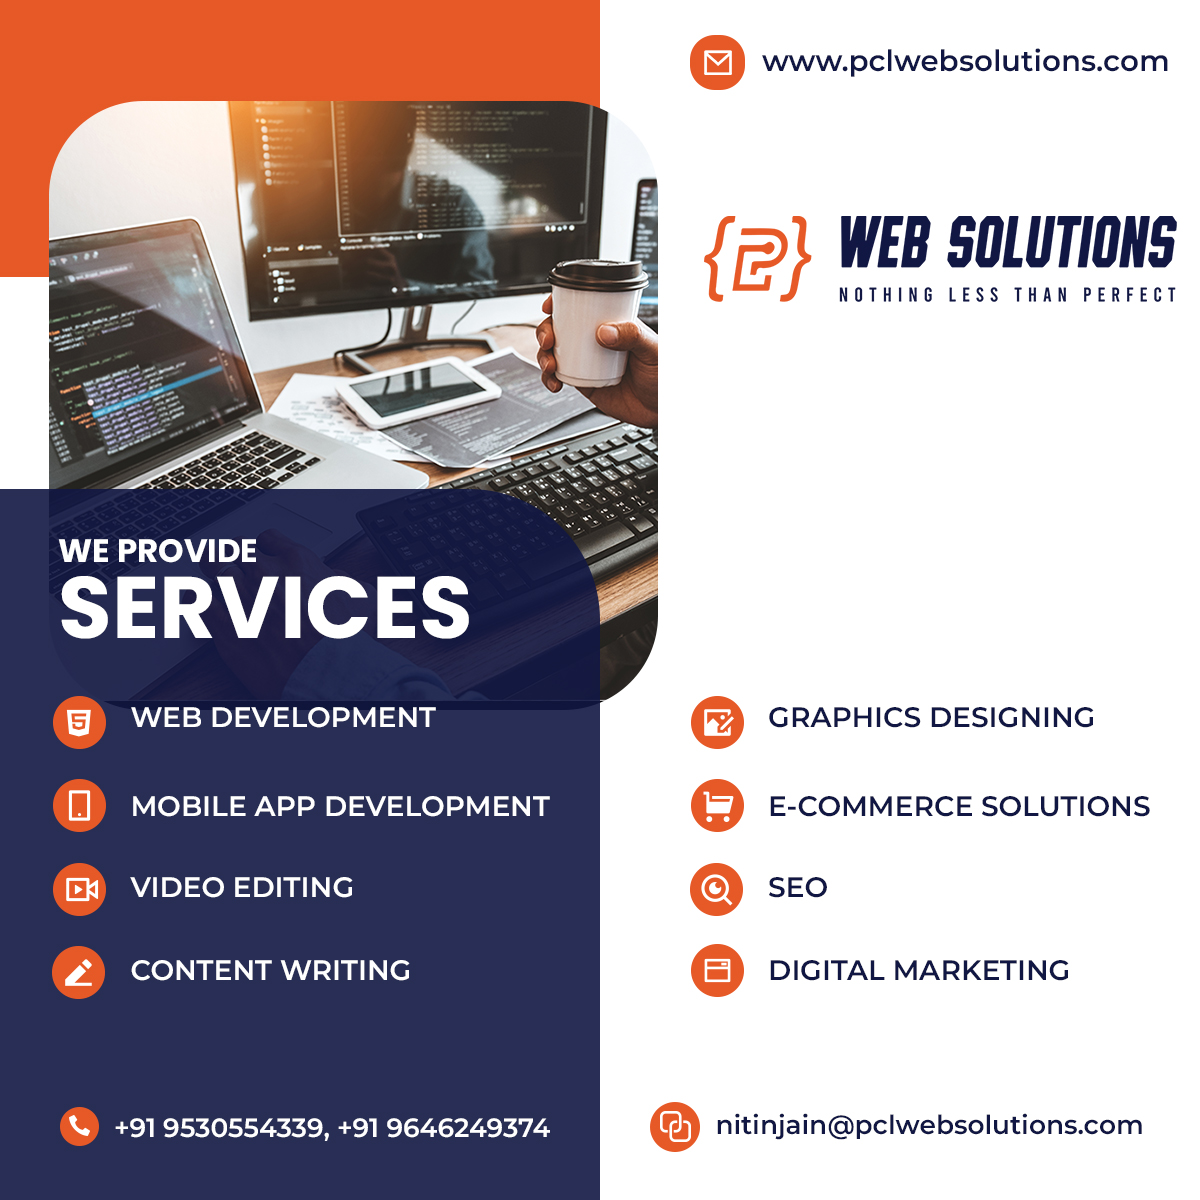 www.pclwebsolutions.com
WEB SOLUTIONS
NOTHING LESS THAN PERFECT
WE PROVIDE
SERVICES
WEB DEVELOPMENT
MOBILE APP DEVELOPMENT
VIDEO EDITING
CONTENT WRITING
GRAPHICS DESIGNING
E-COMMERCE SOLUTIONS
SEO
DIGITAL MARKETING
+91 9530554339, +91 9646249374
nitinjain@pclwebsolutions.com